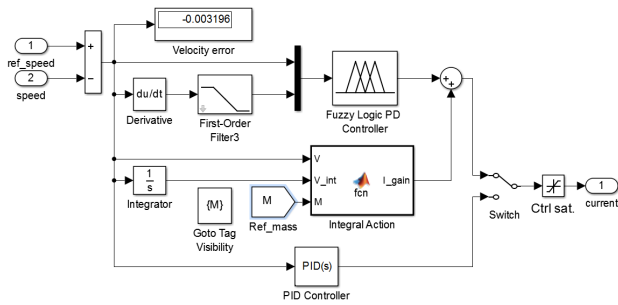 -0.003196
Velocity error
1
ref_speed
2
speed
+
−
du/dt
Derivative
First-Order
Filter3
Fuzzy Logic PD
Controller
+
+
1
s
Integrator
{M}
Goto Tag
Visibility
M
Ref_mass
V
V_int
M
fcn
I_gain
Integral Action
PID(s)
PID Controller
Switch
Ctrl sat.
1
current